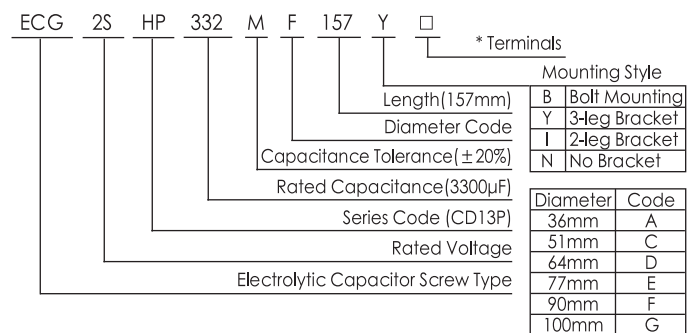 ECG 2S HP 332 M F 157 Y □
* Terminals
Mounting Style
B Bolt Mounting
Y 3-leg Bracket
I 2-leg Bracket
N No Bracket
Length(157mm)
Diameter Code
Capacitance Tolerance(±20%)
Rated Capacitance(3300μF)
Series Code (CD13P)
Rated Voltage
Electrolytic Capacitor Screw Type
Diameter Code
36mm A
51mm C
64mm D
77mm E
90mm F
100mm G